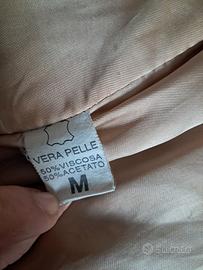 VERA PELLE
50% VISCOSA
50% ACETATO
M
subito